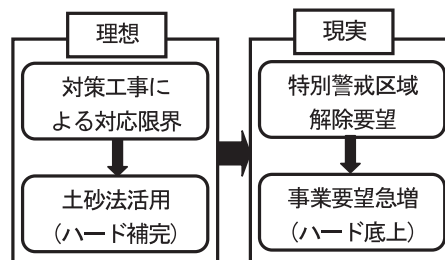 理想
対策工事に
よる対応限界
土砂法活用
(ハード補完)
現実
特別警戒区域
解除要望
事業要望急増
(ハード底上)